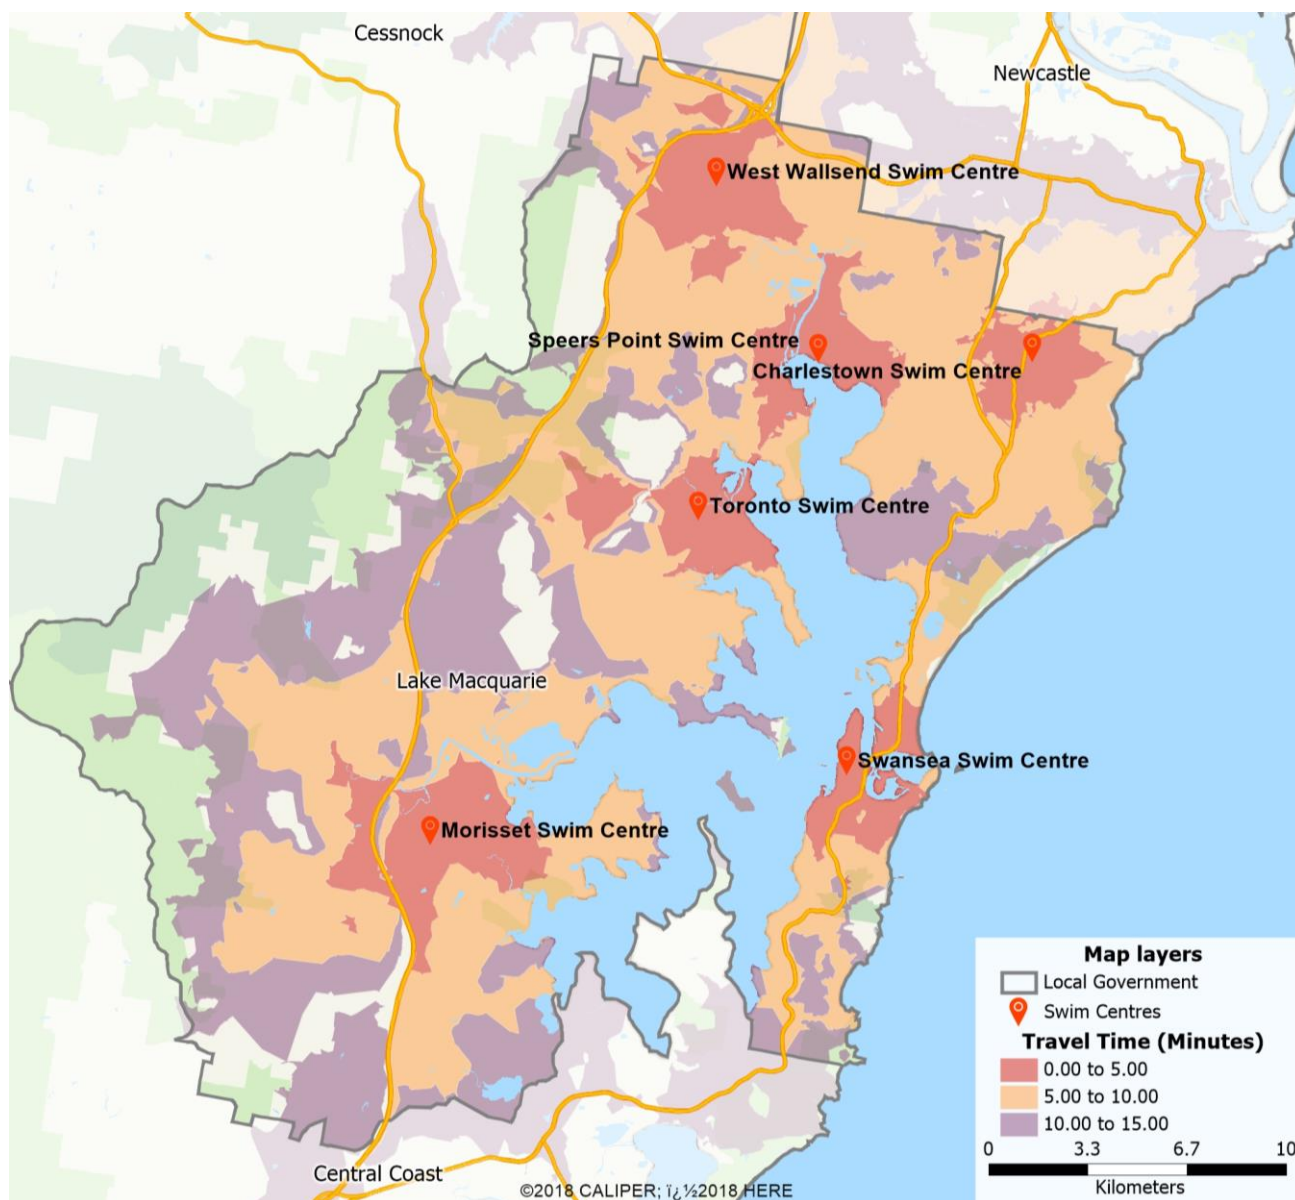 Cessnock
Newcastle
West Wallsend Swim Centre
Speers Point Swim Centre
Charlestown Swim Centre
Toronto Swim Centre
Lake Macquarie
Swansea Swim Centre
Morisset Swim Centre
Map layers
Local Government
Swim Centres
Travel Time (Minutes)
0.00 to 5.00
5.00 to 10.00
10.00 to 15.00
0 3.3 6.7 10
Kilometers
Central Coast
©2018 CALIPER; ï¿½2018 HERE